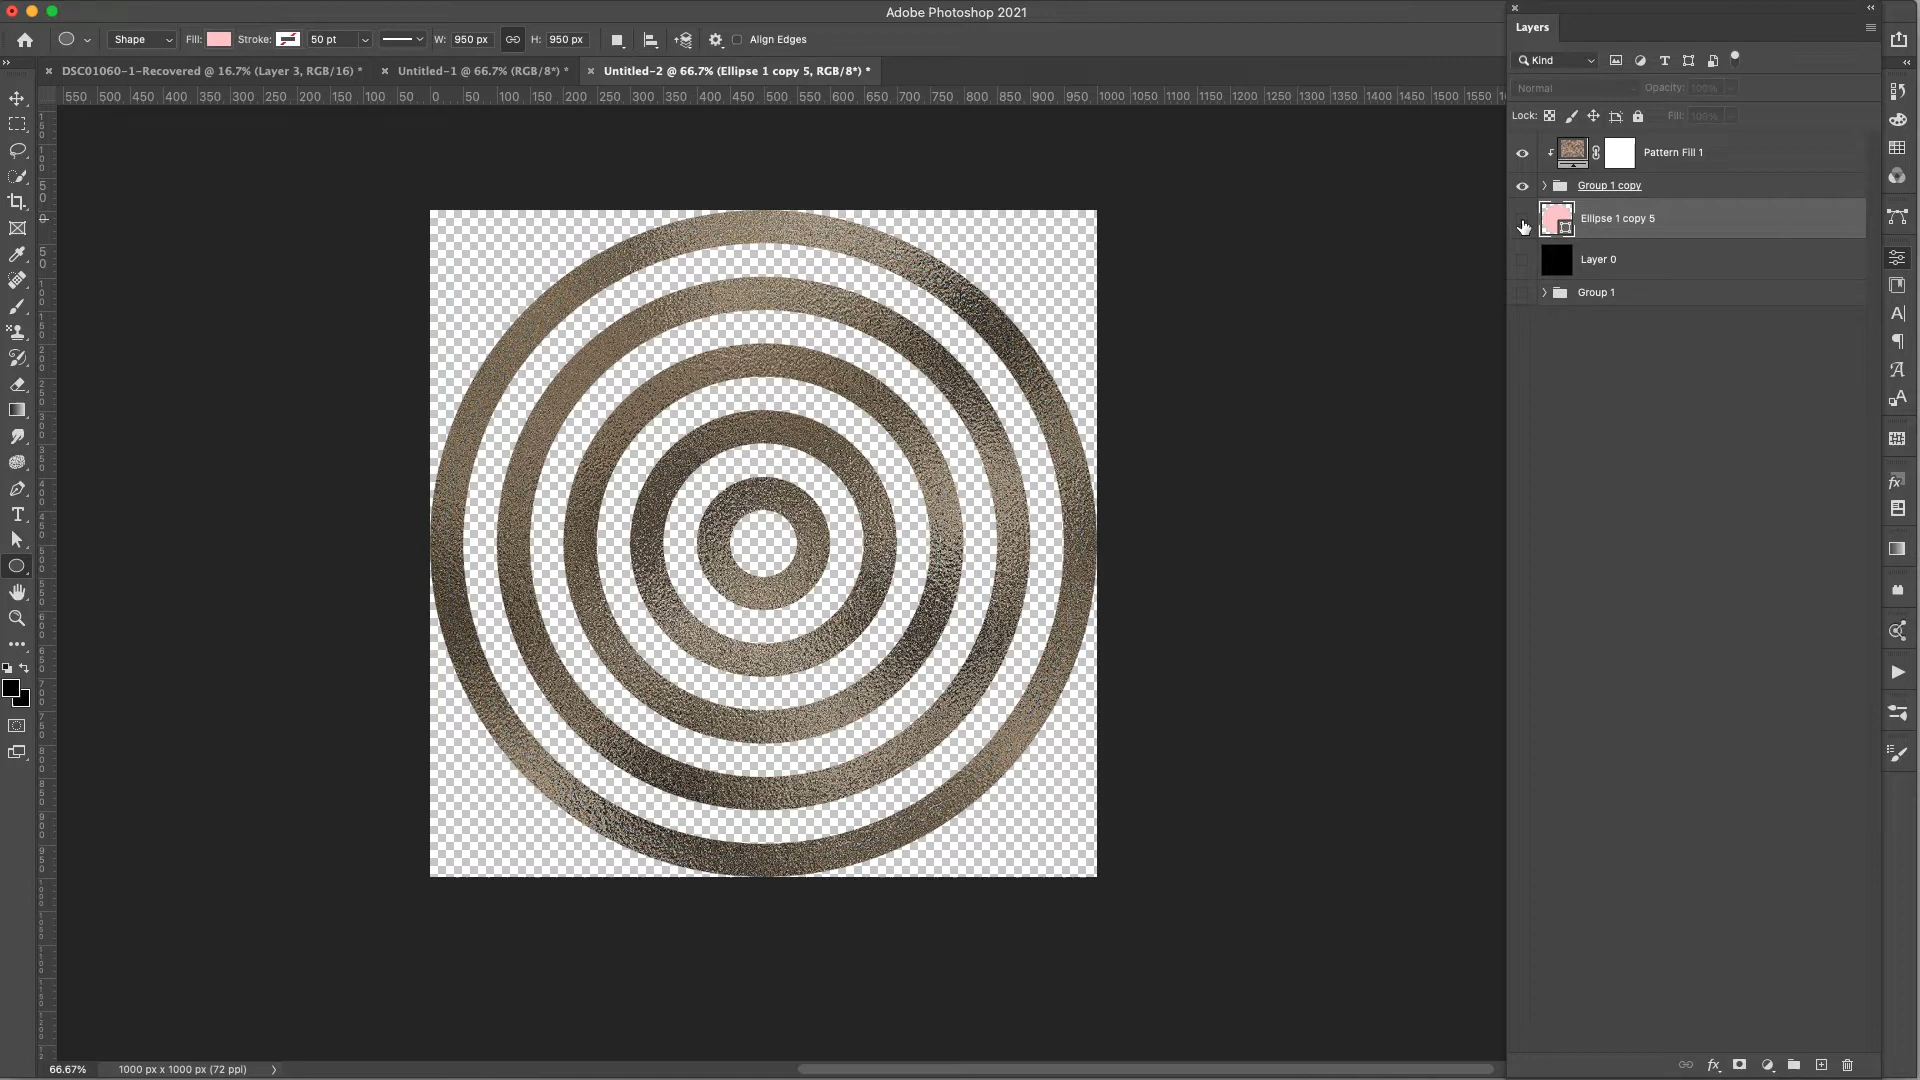 Adobe Photoshop 2021
Shape Fill: Stroke: 50 pt W: 950 px H: 950 px Align Edges
DSC01060-1-Recovered @ 16.7% (Layer 3, RGB/16) * Untitled-1 @ 66.7% (RGB/8*) * Untitled-2 @ 66.7% (Ellipse 1 copy 5, RGB/8*) *
550 500 450 400 350 300 250 200 150 100 50 0 50 100 150 200 250 300 350 400 450 500 550 600 650 700 750 800 850 900 950 1000 1050 1100 1150 1200 1250 1300 1350 1400 1450 1500 1550
Layers
Kind
Normal Opacity: 100%
Lock: Fill: 100%
Pattern Fill 1
Group 1 copy
Ellipse 1 copy 5
Layer 0
Group 1
66.67% 1000 px x 1000 px (72 ppi)